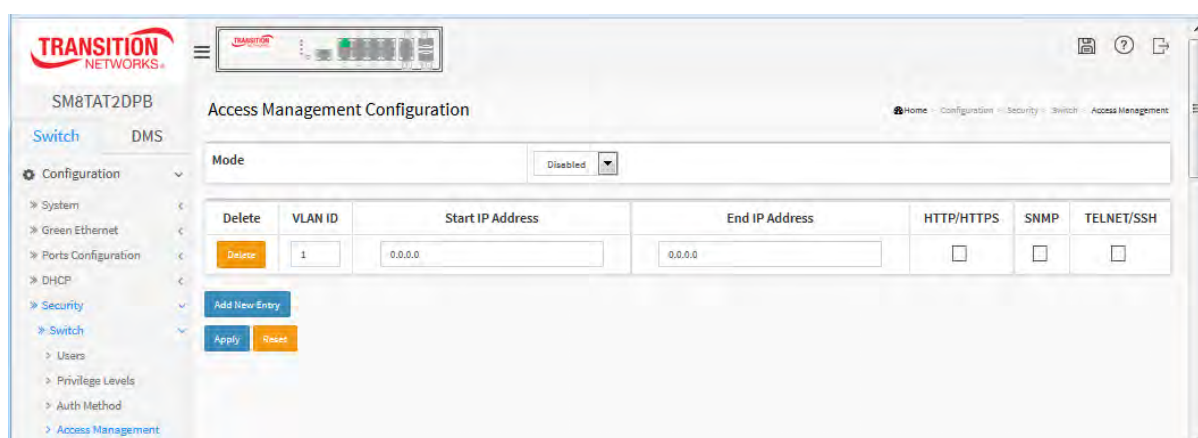 TRANSITION
NETWORKS®
TRANSITION
SM8TAT2DPB
Switch DMS
Configuration
System
Green Ethernet
Ports Configuration
DHCP
Security
Switch
Users
Privilege Levels
Auth Method
Access Management
Access Management Configuration
Home Configuration Security Switch Access Management
Mode Disabled
Delete VLAN ID Start IP Address End IP Address HTTP/HTTPS SNMP TELNET/SSH
Delete 1 0.0.0.0 0.0.0.0
Add New Entry
Apply Reset